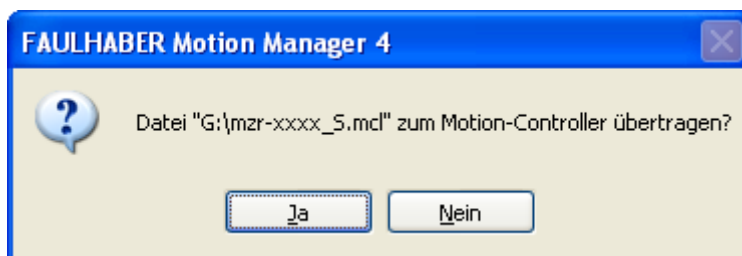 FAULHABER Motion Manager 4
Datei "G:\mzr-xxxx_S.mcl" zum Motion-Controller übertragen?
Ja
Nein